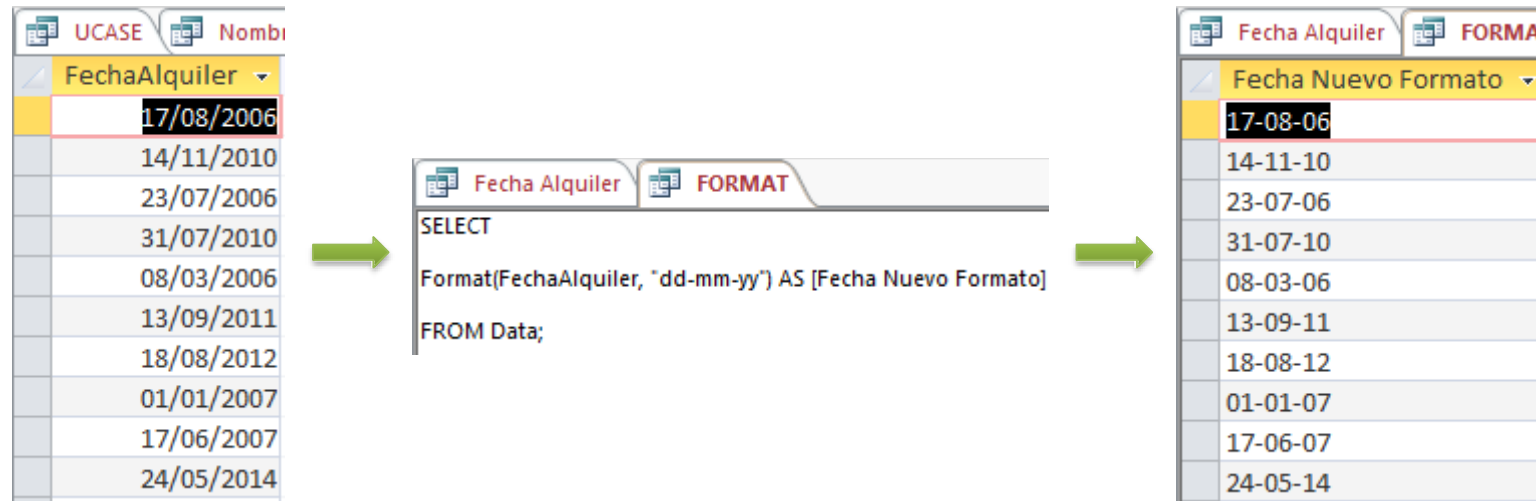 UCASE Nomb
FechaAlquiler
17/08/2006
14/11/2010
23/07/2006
31/07/2010
08/03/2006
13/09/2011
18/08/2012
01/01/2007
17/06/2007
24/05/2014
Fecha Alquiler FORMAT
SELECT
Format(FechaAlquiler, "dd-mm-yy") AS [Fecha Nuevo Formato]
FROM Data;
Fecha Alquiler FORMA
Fecha Nuevo Formato
17-08-06
14-11-10
23-07-06
31-07-10
08-03-06
13-09-11
18-08-12
01-01-07
17-06-07
24-05-14